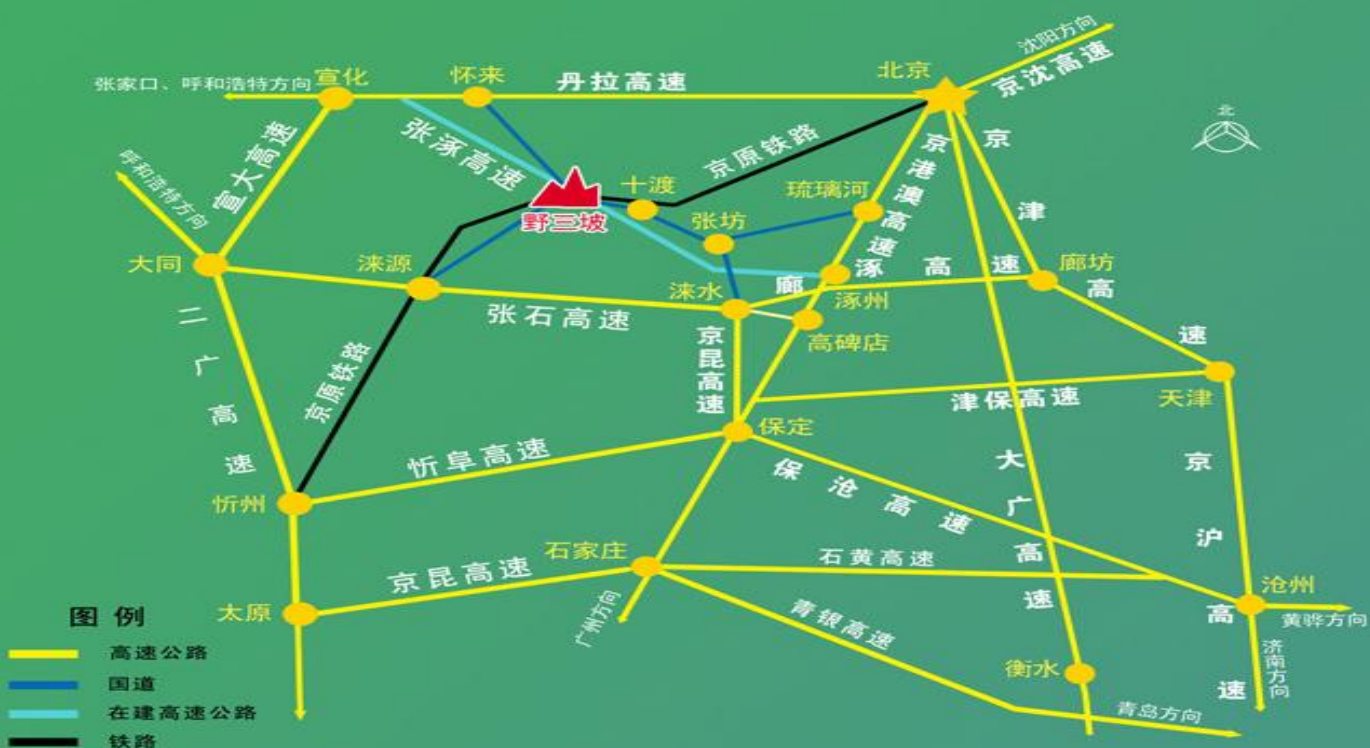 沈阳方向
京沈高速
北京
张家口、呼和浩特方向
宣化
怀来
丹拉高速
北
张涿高速
京原铁路
京港澳高速
京津高速
宣大高速
呼和浩特方向
野三坡
十渡
琉璃河
张坊
大同
涞源
涞水
廊涿高速
涿州
廊坊
张石高速
高碑店
京昆高速
二广高速
京原铁路
津保高速
天津
保定
忻阜高速
保沧高速
大广高速
京沪高速
忻州
石家庄
石黄高速
京昆高速
太原
广州方向
青银高速
沧州
黄骅方向
济南方向
衡水
青岛方向
图例
高速公路
国道
在建高速公路
铁路